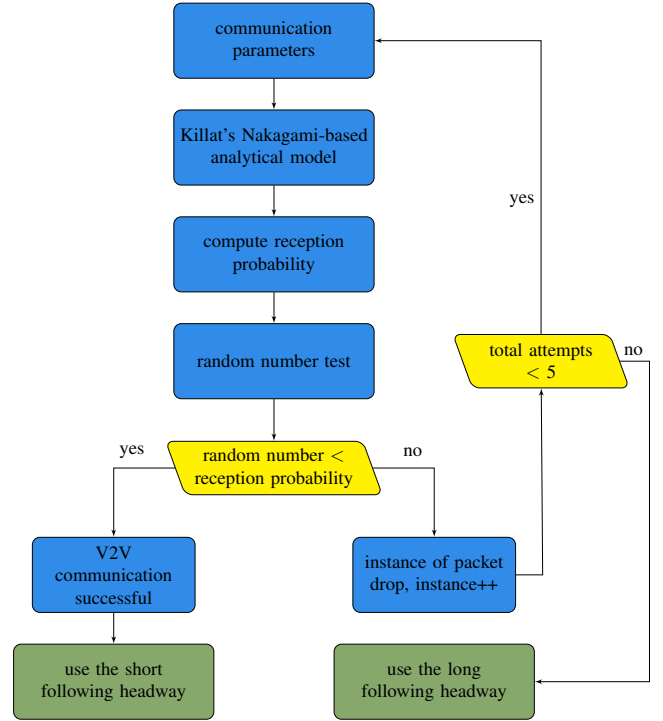 communication
parameters
Killat's Nakagami-based
analytical model
compute reception
probability
random number test
yes
total attempts
< 5
no
yes
random number <
reception probability
no
V2V
communication
successful
instance of packet
drop, instance++
use the short
following headway
use the long
following headway